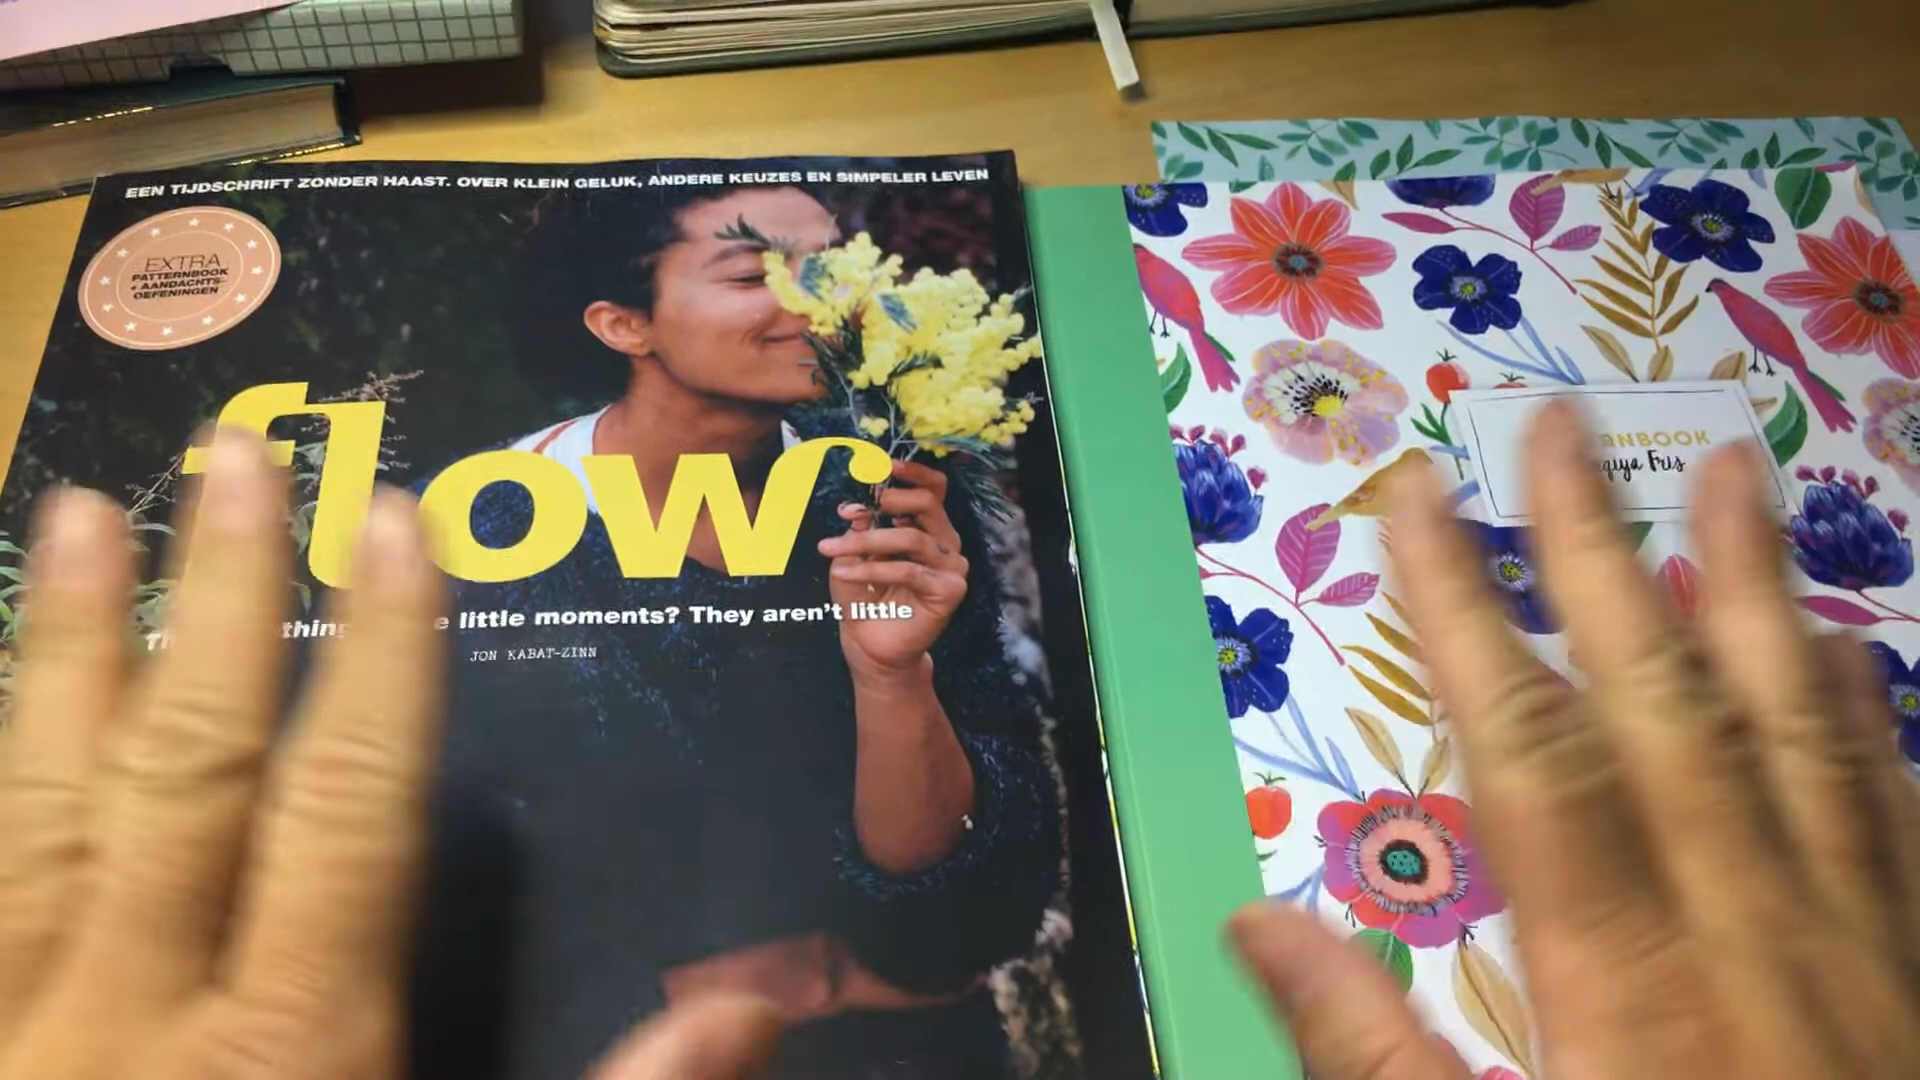 EEN TIJDSCHRIFT ZONDER HAAST. OVER KLEIN GELUK, ANDERE KEUZES EN SIMPELER LEVEN
EXTRA
PATTERNBOOK
+ AANDACHTS-
OEFENINGEN
flow
little moments? They aren't little
JON KABAT-ZINN
Fris